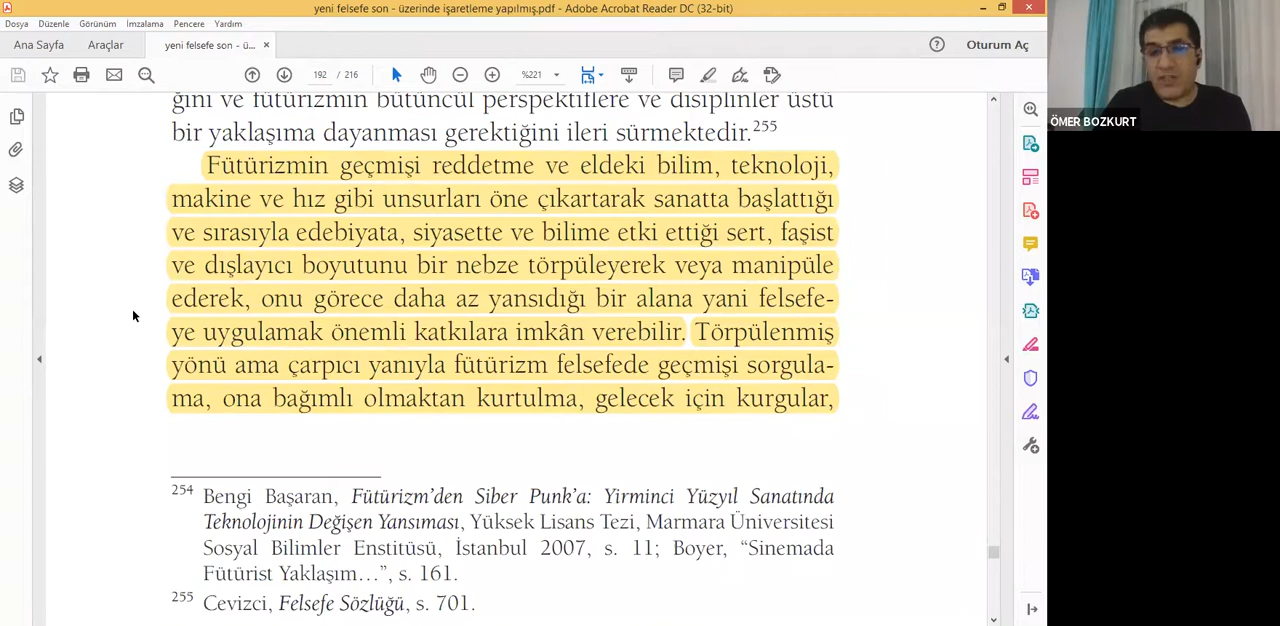 yeni felsefe son - üzerinde işaretleme yapılmış.pdf - Adobe Acrobat Reader DC (32-bit)
Dosya Düzenle Görünüm İmzalama Pencere Yardım
Ana Sayfa Araçlar yeni felsefe son - ü... × Oturum Aç
192 / 216 %221
ğini ve fütürizmin bütüncül perspektiflere ve disiplinler üstü
bir yaklaşıma dayanması gerektiğini ileri sürmektedir.255
Fütürizmin geçmişi reddetme ve eldeki bilim, teknoloji,
makine ve hız gibi unsurları öne çıkartarak sanatta başlattığı
ve sırasıyla edebiyata, siyasette ve bilime etki ettiği sert, faşist
ve dışlayıcı boyutunu bir nebze törpüleyerek veya manipüle
ederek, onu görece daha az yansıdığı bir alana yani felsefe-
ye uygulamak önemli katkılara imkân verebilir. Törpülenmiş
yönü ama çarpıcı yanıyla fütürizm felsefede geçmişi sorgula-
ma, ona bağımlı olmaktan kurtulma, gelecek için kurgular,
254 Bengi Başaran, Fütürizm’den Siber Punk’a: Yirminci Yüzyıl Sanatında
Teknolojinin Değişen Yansıması, Yüksek Lisans Tezi, Marmara Üniversitesi
Sosyal Bilimler Enstitüsü, İstanbul 2007, s. 11; Boyer, “Sinemada
Fütürist Yaklaşım…”, s. 161.
255 Cevizci, Felsefe Sözlüğü, s. 701.
ÖMER BOZKURT